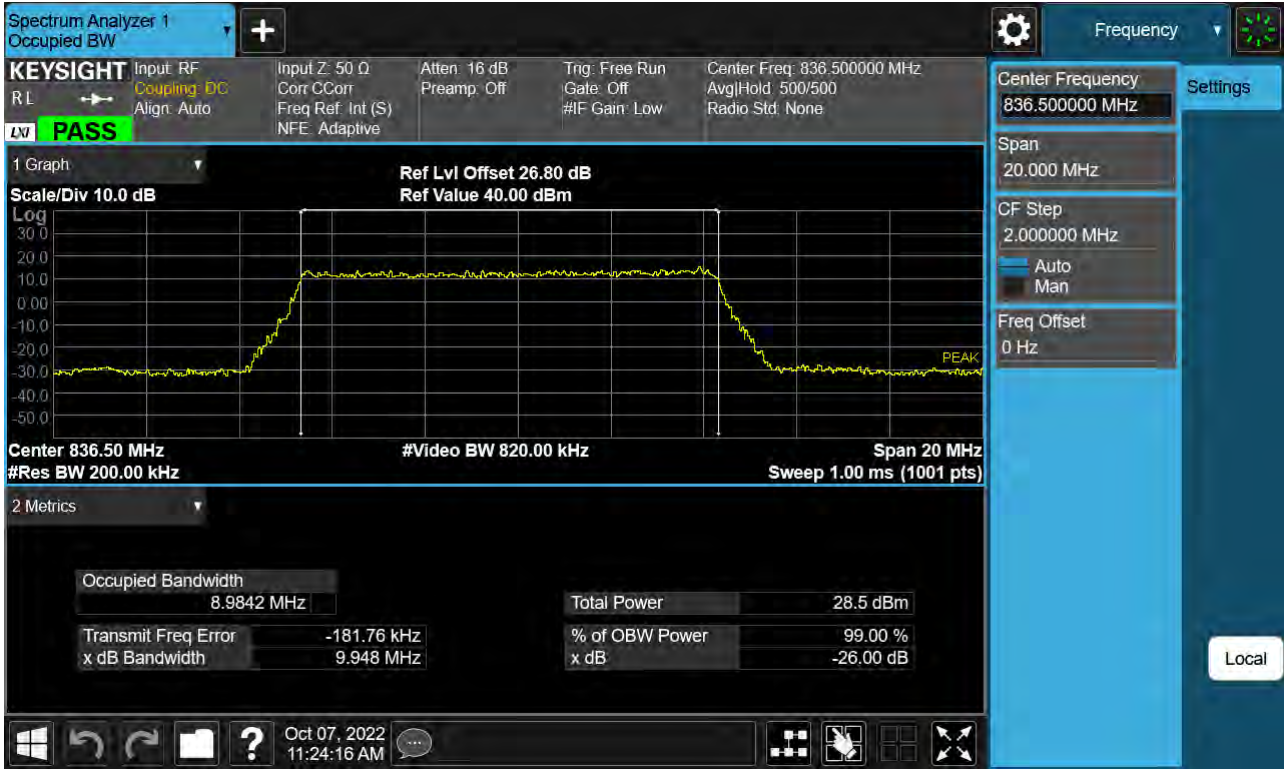 Spectrum Analyzer 1
Occupied BW
+
Frequency
KEYSIGHT
RL
LXI
PASS
Input: RF
Coupling: DC
Align: Auto
Input Z: 50 Ω
Corr CCorr
Freq Ref: Int (S)
NFE: Adaptive
Atten: 16 dB
Preamp: Off
Trig: Free Run
Gate: Off
#IF Gain: Low
Center Freq: 836.500000 MHz
Avg|Hold: 500/500
Radio Std: None
1 Graph
Scale/Div 10.0 dB
Ref Lvl Offset 26.80 dB
Ref Value 40.00 dBm
Log
30.0
20.0
10.0
0.00
-10.0
-20.0
-30.0
-40.0
-50.0
PEAK
Center 836.50 MHz
#Video BW 820.00 kHz
Span 20 MHz
#Res BW 200.00 kHz
Sweep 1.00 ms (1001 pts)
2 Metrics
Occupied Bandwidth
8.9842 MHz
Total Power 28.5 dBm
Transmit Freq Error -181.76 kHz
% of OBW Power 99.00 %
x dB Bandwidth 9.948 MHz
x dB -26.00 dB
Center Frequency
836.500000 MHz
Settings
Span
20.000 MHz
CF Step
2.000000 MHz
Auto
Man
Freq Offset
0 Hz
Local
?
Oct 07, 2022
11:24:16 AM